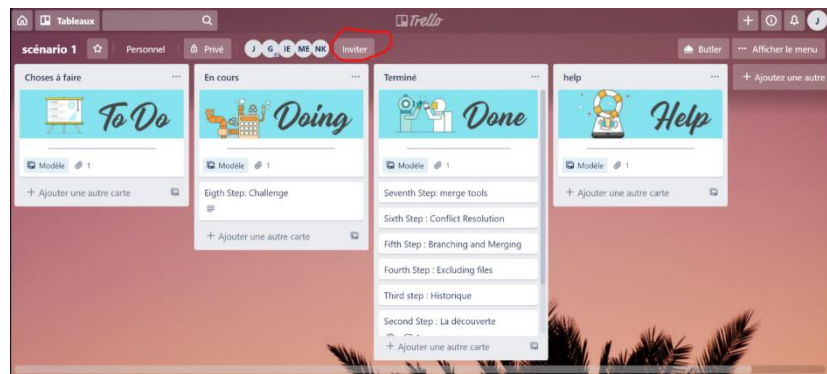 Tableaux
Trello
J
scénario 1
Personnel
Privé
J G IE ME NK
Inviter
Butler
Afficher le menu
Choses à faire
To Do
Modèle 1
+ Ajouter une autre carte
En cours
Doing
Modèle 1
Eigth Step: Challenge
+ Ajouter une autre carte
Terminé
Done
Modèle 1
Seventh Step: merge tools
Sixth Step : Conflict Resolution
Fifth Step : Branching and Merging
Fourth Step : Excluding files
Third step : Historique
Second Step : La découverte
+ Ajouter une autre carte
help
Help
Modèle 1
+ Ajouter une autre carte
+ Ajoutez une autre